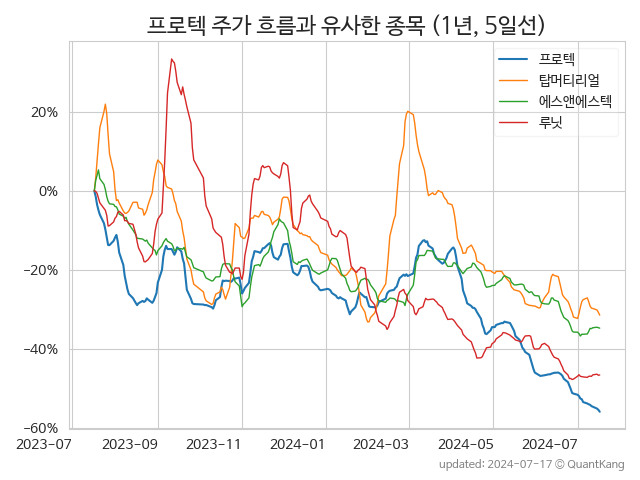 프로텍 주가 흐름과 유사한 종목 (1년, 5일선)
프로텍
탑머티리얼
에스앤에스텍
루닛
20%
0%
−20%
−40%
−60%
2023-07 2023-09 2023-11 2024-01 2024-03 2024-05 2024-07
updated: 2024-07-17 © QuantKang